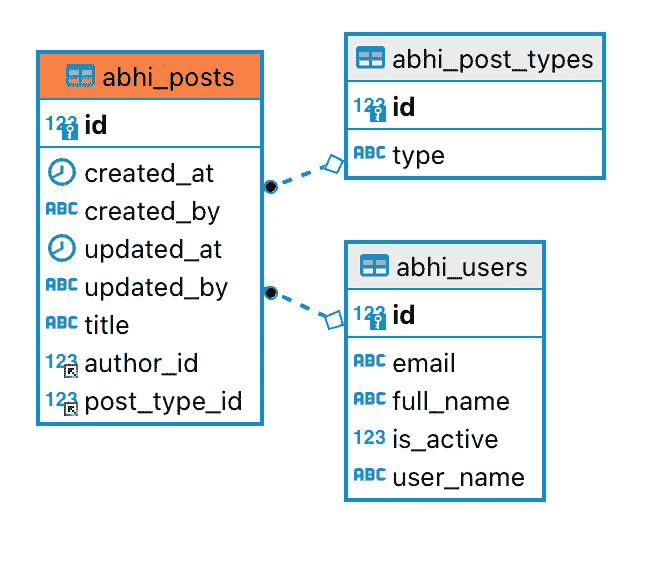 abhi_posts
123 id
created_at
ABC created_by
updated_at
ABC updated_by
ABC title
123 author_id
123 post_type_id
abhi_post_types
123 id
ABC type
abhi_users
123 id
ABC email
ABC full_name
123 is_active
ABC user_name